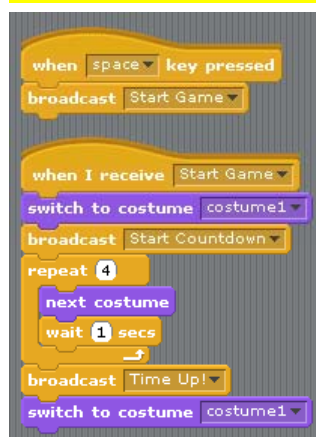 when space key pressed
broadcast Start Game
when I receive Start Game
switch to costume costume1
broadcast Start Countdown
repeat 4
next costume
wait 1 secs
broadcast Time Up!
switch to costume costume1